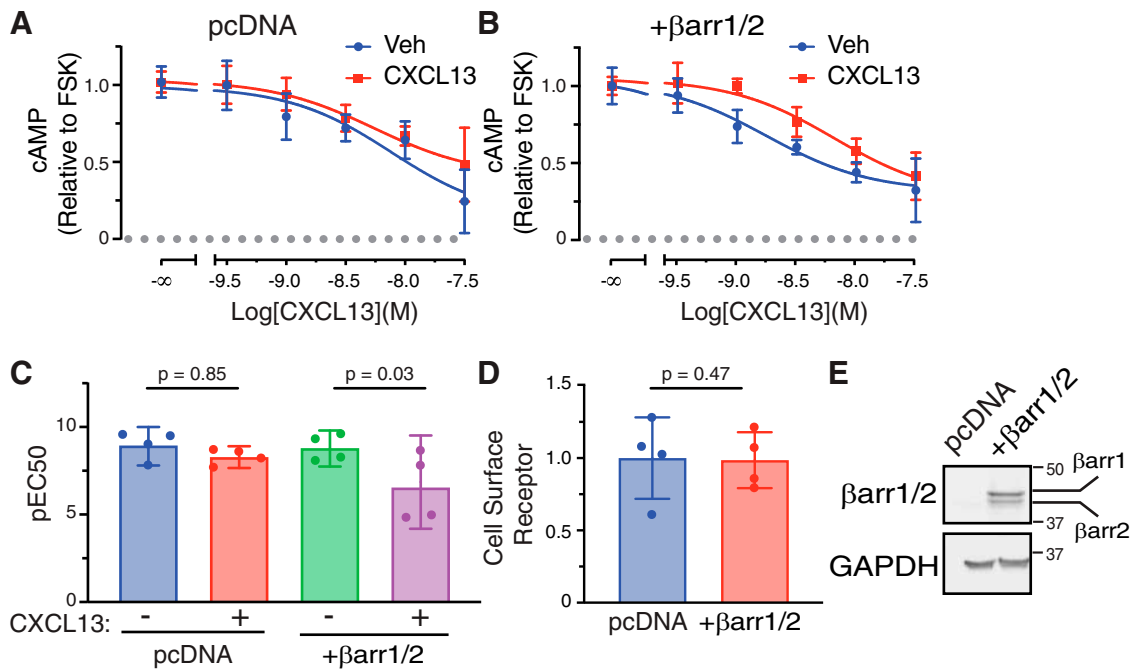 A
pcDNA
Veh
CXCL13
cAMP
(Relative to FSK)
1.0
0.5
0
-∞
-9.5
-9.0
-8.5
-8.0
-7.5
Log[CXCL13](M)
B
+βarr1/2
Veh
CXCL13
cAMP
(Relative to FSK)
1.0
0.5
0
-∞
-9.5
-9.0
-8.5
-8.0
-7.5
Log[CXCL13](M)
C
p = 0.85
p = 0.03
pEC50
10
5
0
CXCL13:
- + - +
pcDNA
+βarr1/2
D
p = 0.47
Cell Surface
Receptor
1.5
1.0
0.5
0.0
pcDNA
+βarr1/2
E
pcDNA
+βarr1/2
βarr1/2
50
βarr1
37
βarr2
GAPDH
37